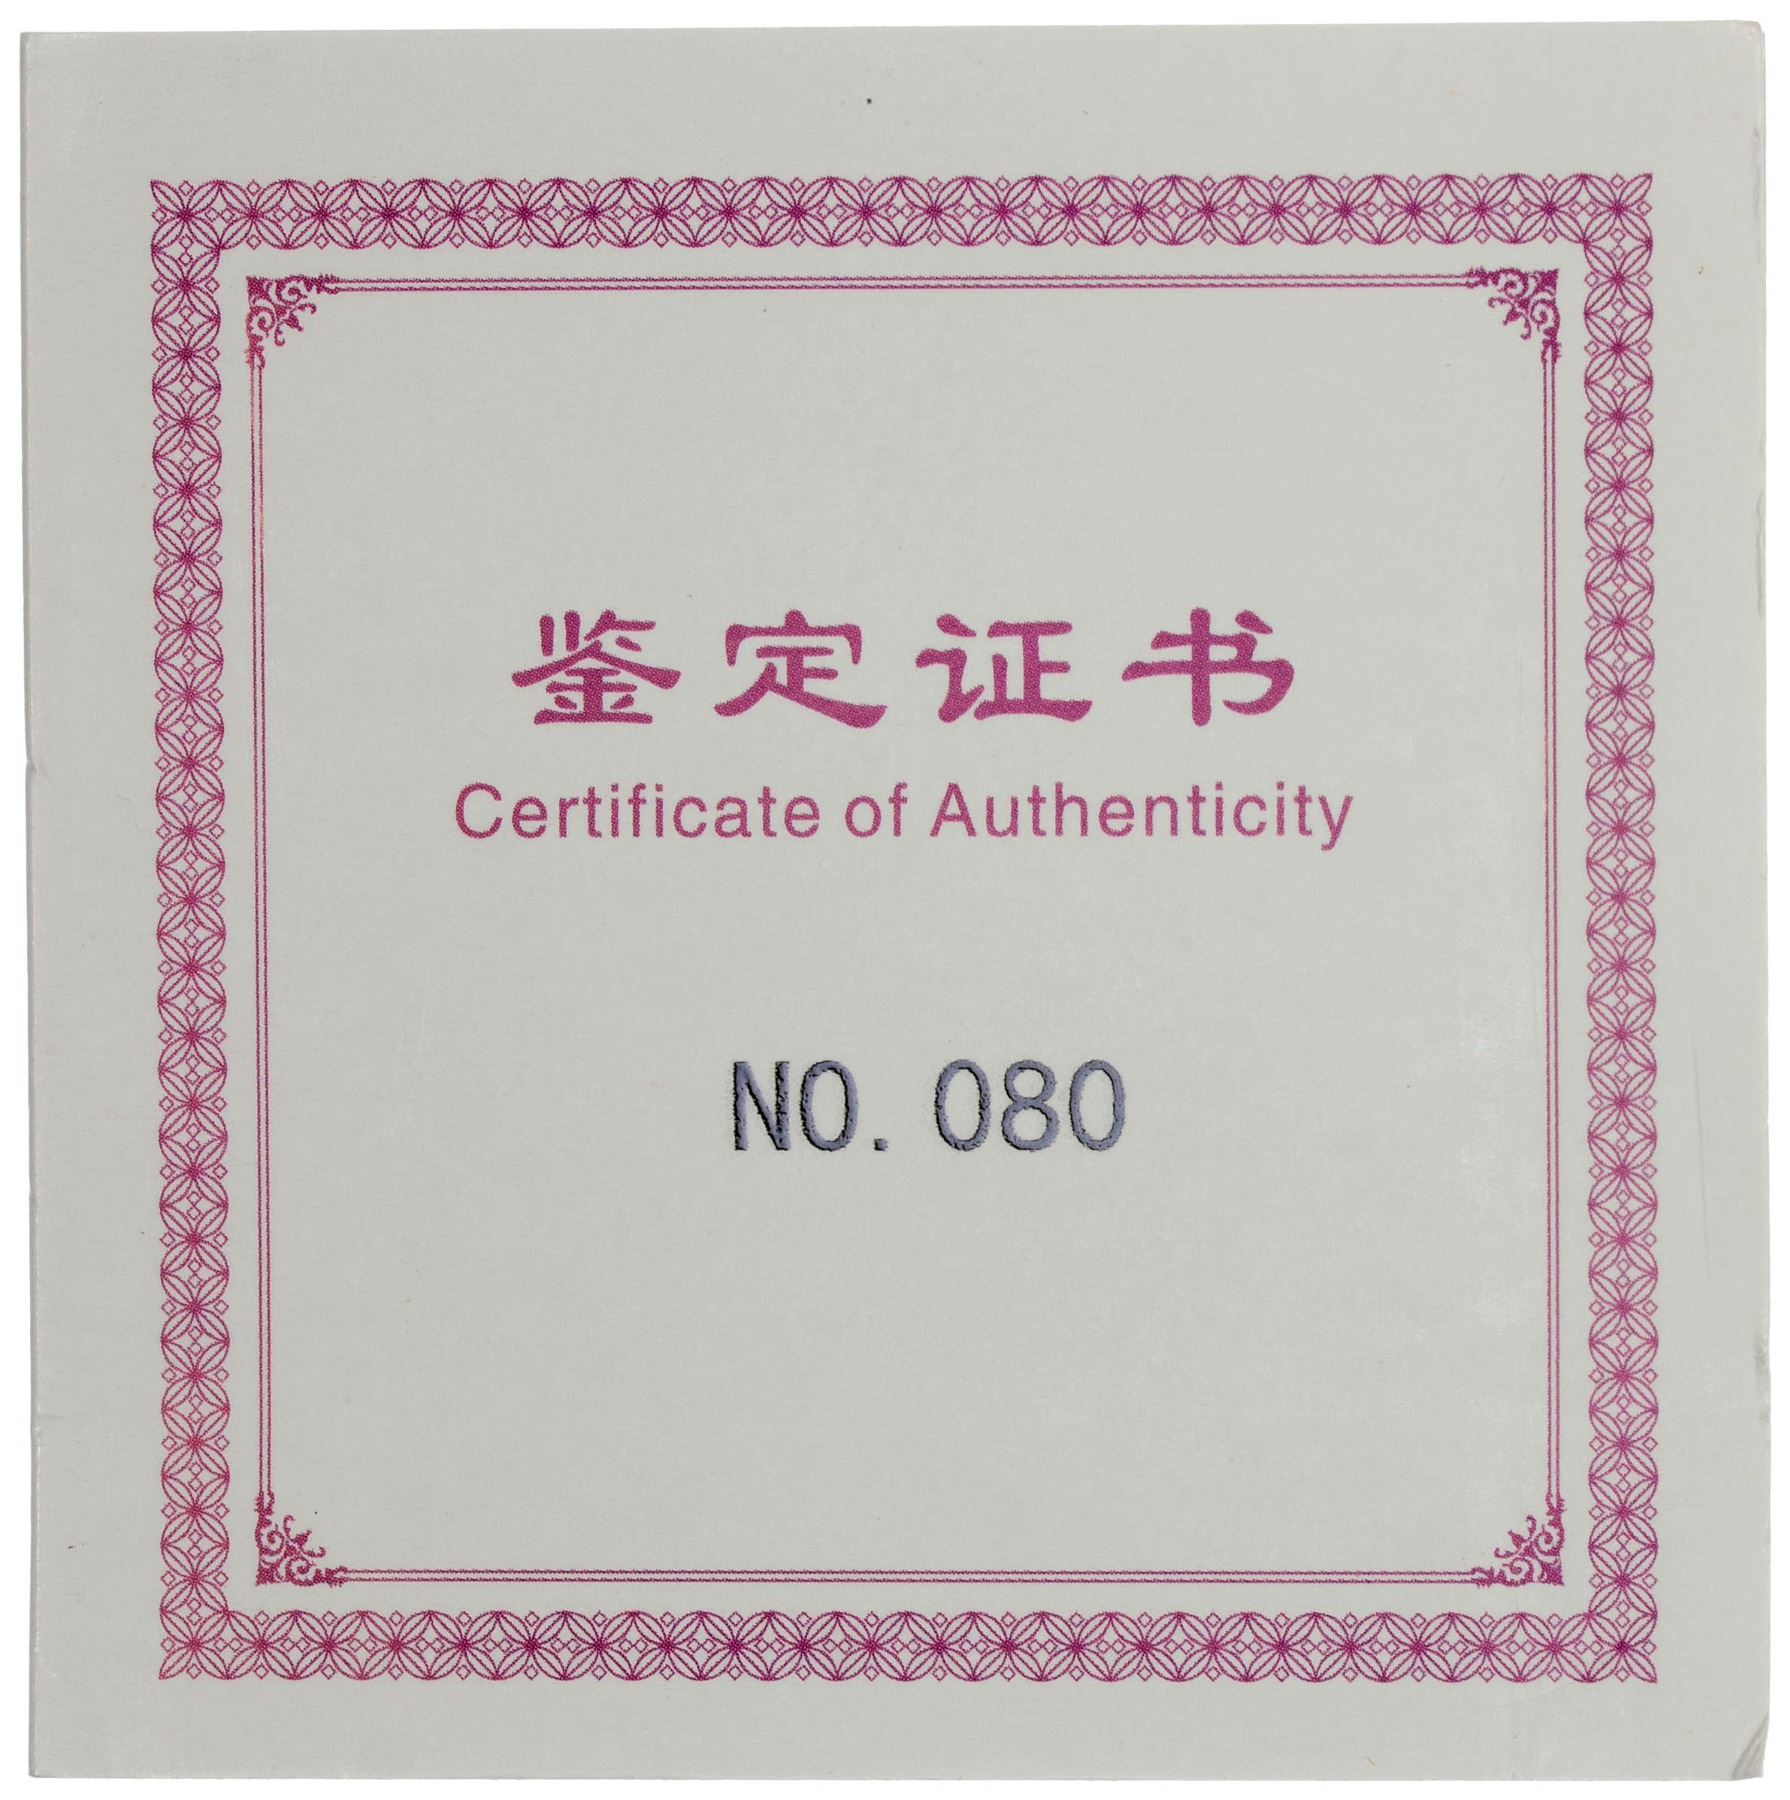 鉴定证书
Certificate of Authenticity
NO. 080